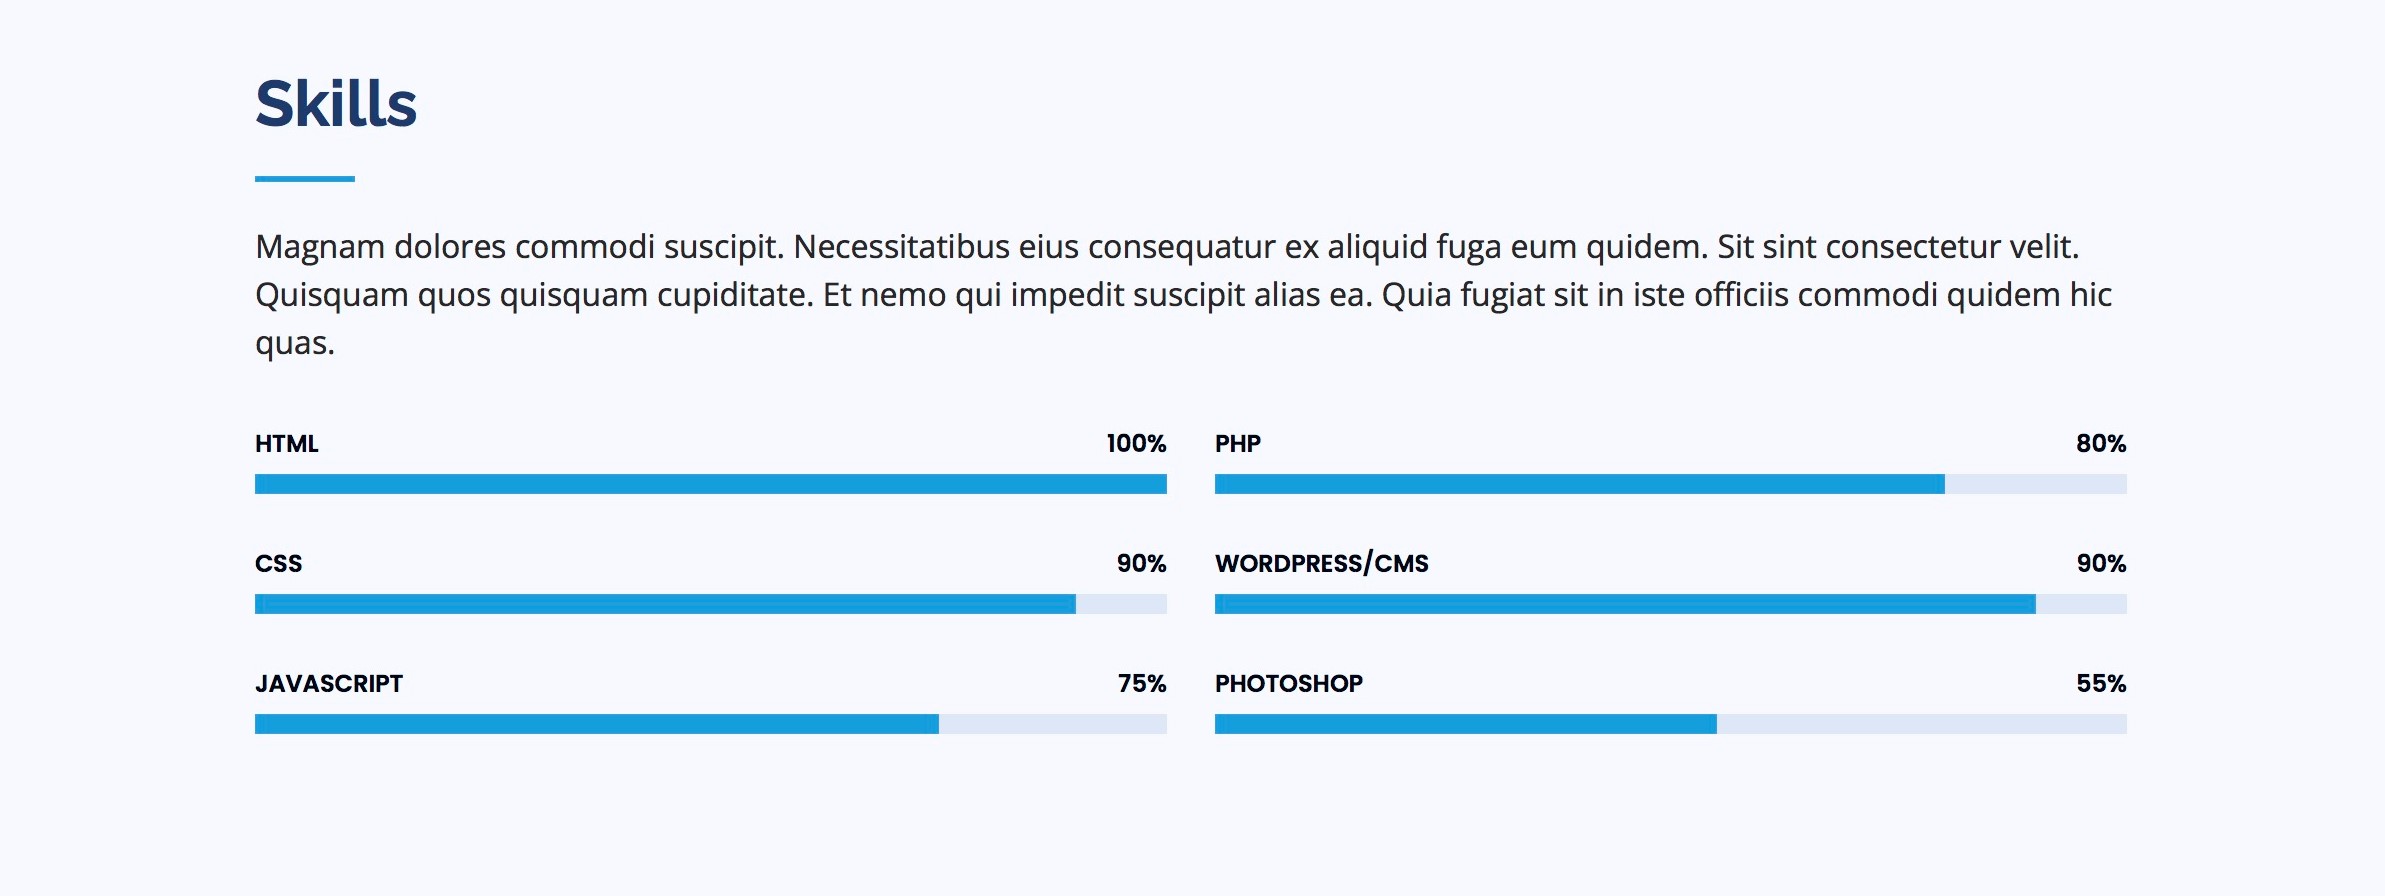 Skills
Magnam dolores commodi suscipit. Necessitatibus eius consequatur ex aliquid fuga eum quidem. Sit sint consectetur velit.
Quisquam quos quisquam cupiditate. Et nemo qui impedit suscipit alias ea. Quia fugiat sit in iste officiis commodi quidem hic
quas.
HTML 100%
PHP 80%
CSS 90%
WORDPRESS/CMS 90%
JAVASCRIPT 75%
PHOTOSHOP 55%